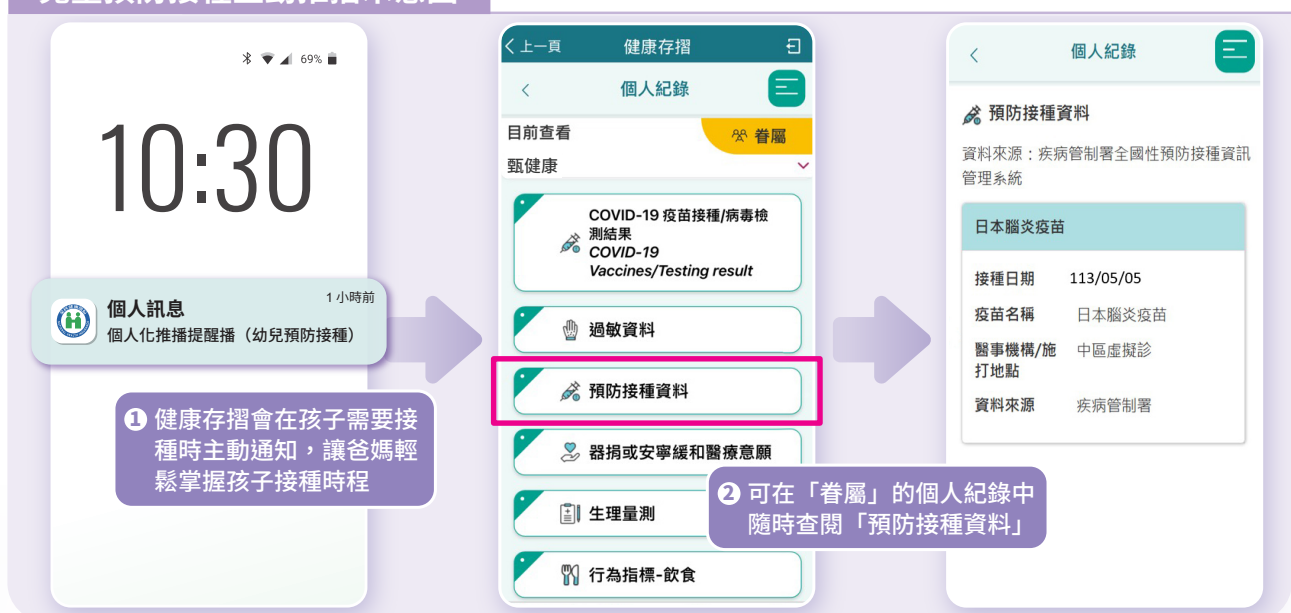 69%
10:30
個人訊息
1 小時前
個人化推播提醒播（幼兒預防接種）
1 健康存摺會在孩子需要接
種時主動通知，讓爸媽輕
鬆掌握孩子接種時程
上一頁
健康存摺
個人紀錄
目前查看
眷屬
甄健康
COVID-19 疫苗接種/病毒檢
測結果
COVID-19
Vaccines/Testing result
過敏資料
預防接種資料
器捐或安寧緩和醫療意願
生理量測
行為指標-飲食
2 可在「眷屬」的個人紀錄中
隨時查閱「預防接種資料」
個人紀錄
預防接種資料
資料來源：疾病管制署全國性預防接種資訊
管理系統
日本腦炎疫苗
接種日期 113/05/05
疫苗名稱 日本腦炎疫苗
醫事機構/施 中區虛擬診
打地點
資料來源 疾病管制署